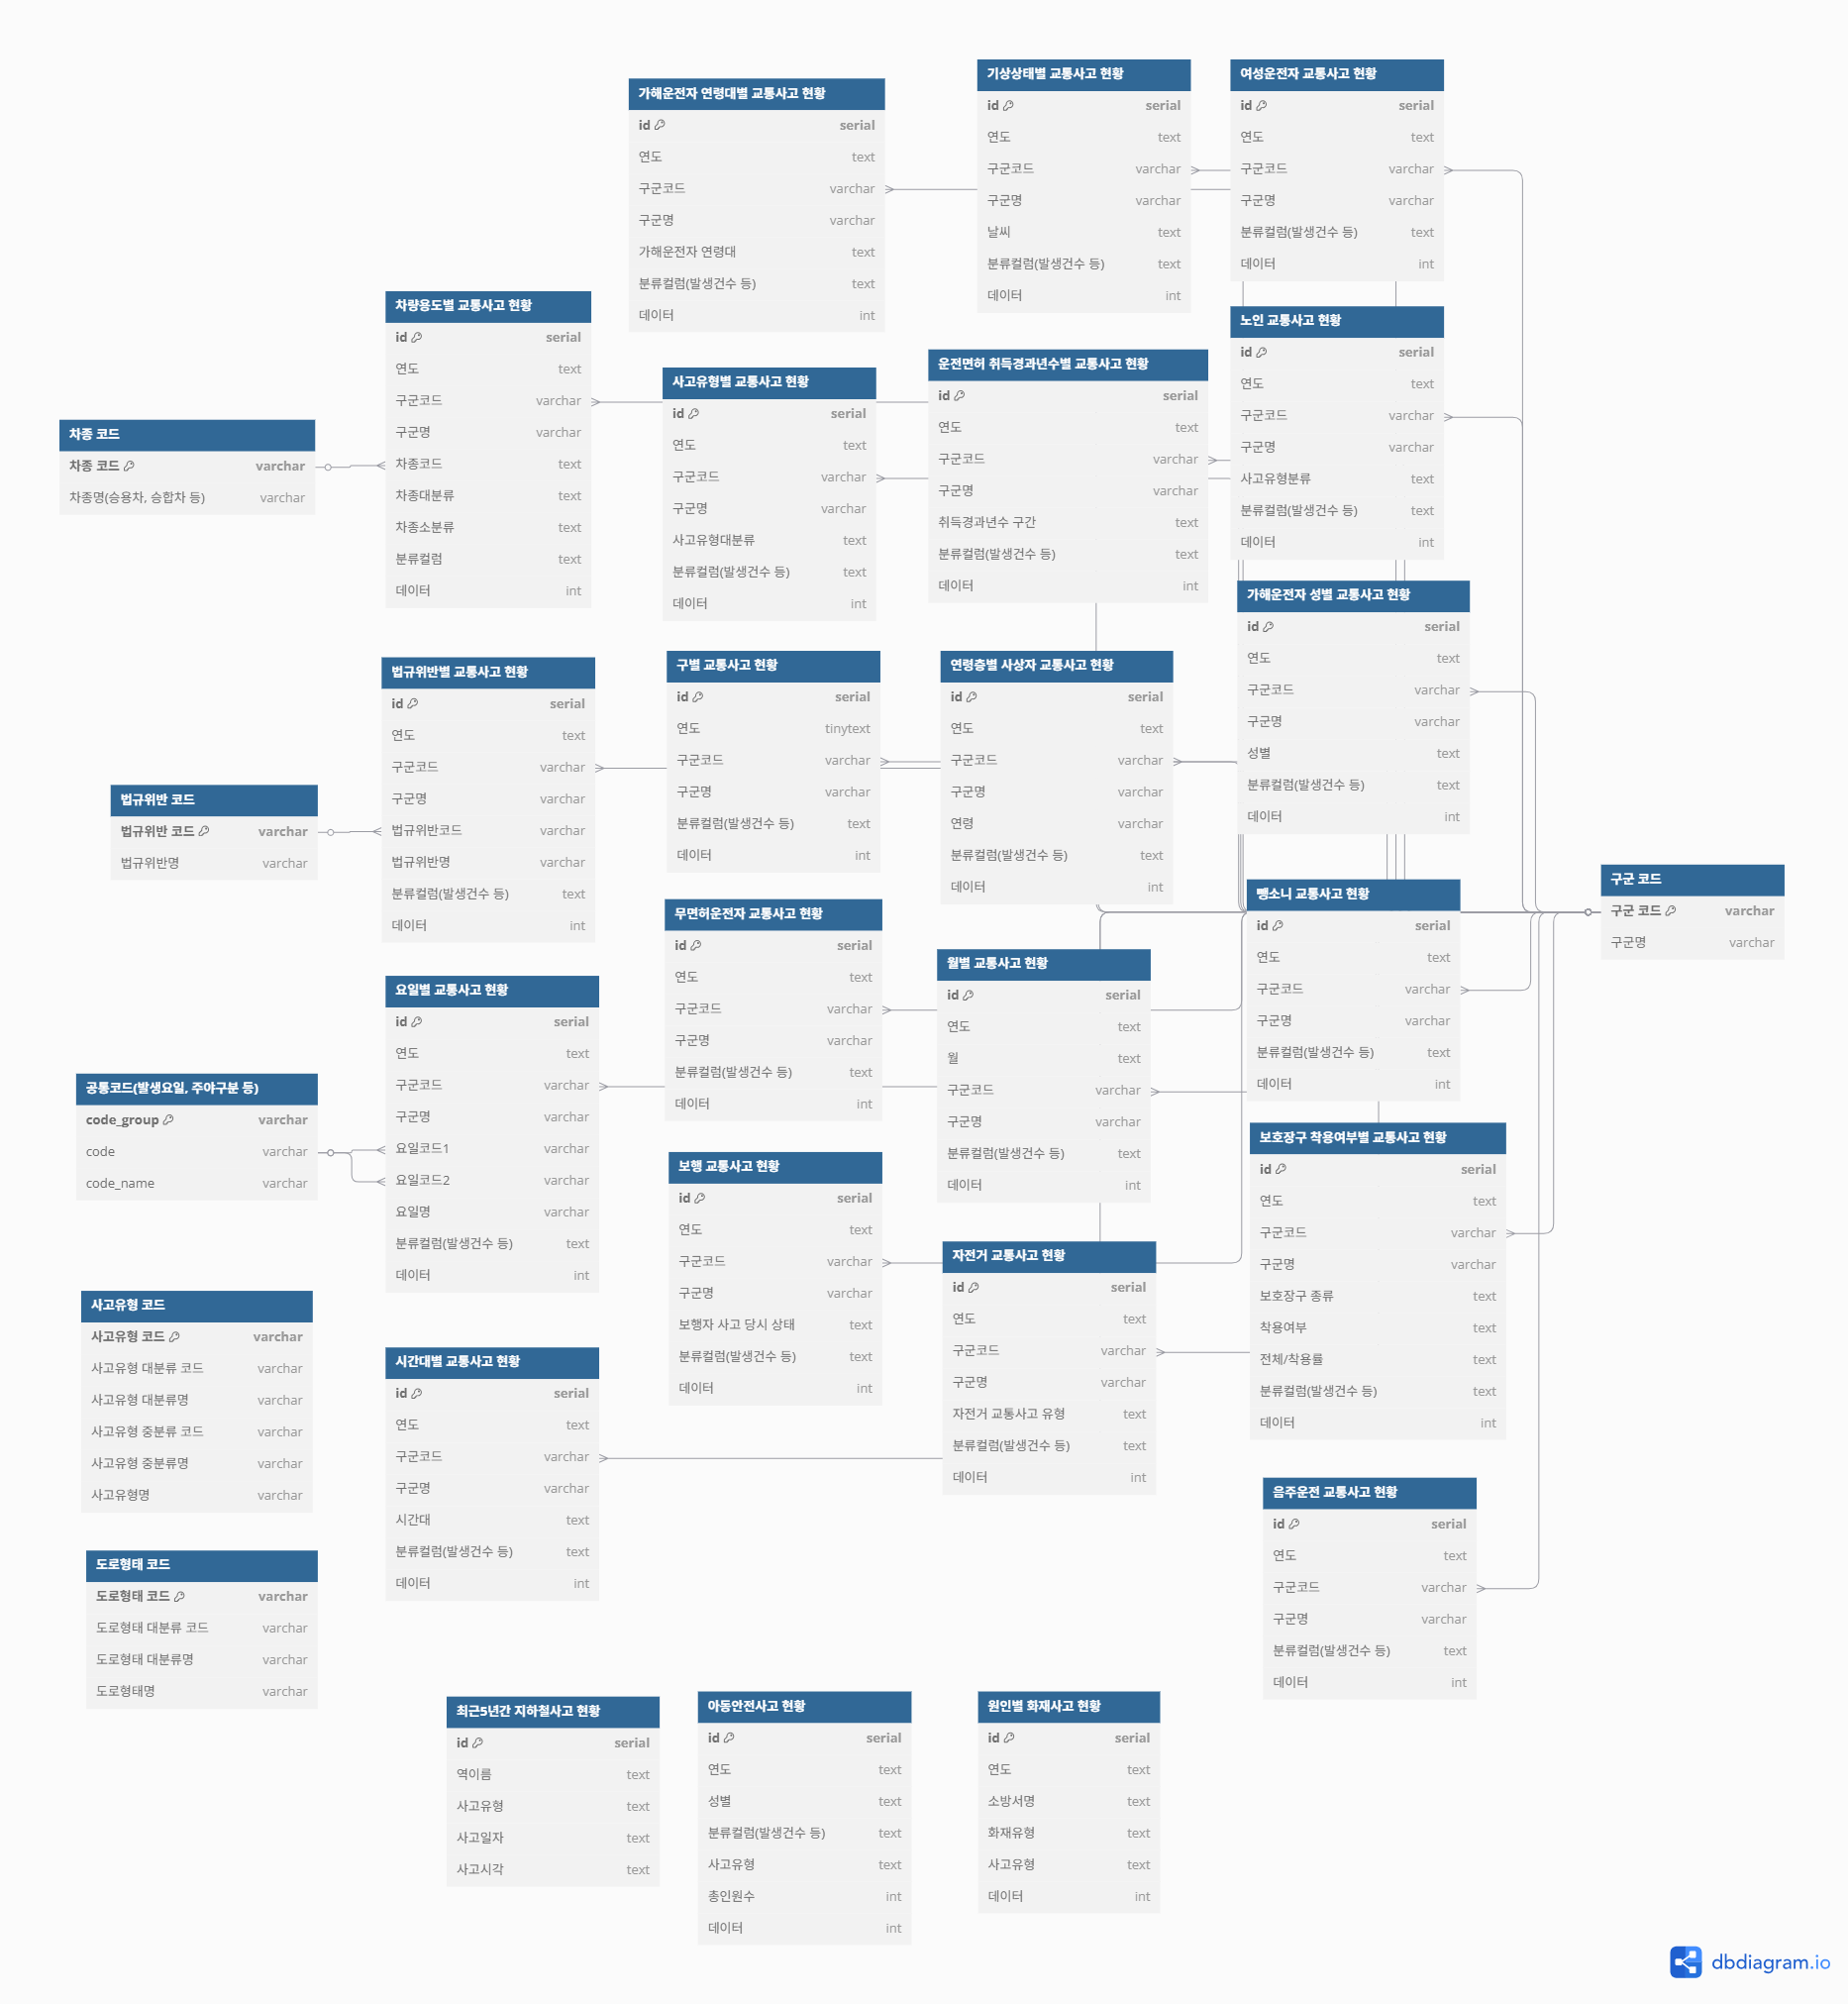 가해운전자 연령대별 교통사고 현황
id serial
연도 text
구군코드 varchar
구군명 varchar
가해운전자 연령대 text
분류컬럼(발생건수 등) text
데이터 int
기상상태별 교통사고 현황
id serial
연도 text
구군코드 varchar
구군명 varchar
날씨 text
분류컬럼(발생건수 등) text
데이터 int
여성운전자 교통사고 현황
id serial
연도 text
구군코드 varchar
구군명 varchar
분류컬럼(발생건수 등) text
데이터 int
차량용도별 교통사고 현황
id serial
연도 text
구군코드 varchar
구군명 varchar
차종코드 text
차종대분류 text
차종소분류 text
분류컬럼 text
데이터 int
사고유형별 교통사고 현황
id serial
연도 text
구군코드 varchar
구군명 varchar
사고유형대분류 text
분류컬럼(발생건수 등) text
데이터 int
운전면허 취득경과년수별 교통사고 현황
id serial
연도 text
구군코드 varchar
구군명 varchar
취득경과년수 구간 text
분류컬럼(발생건수 등) text
데이터 int
노인 교통사고 현황
id serial
연도 text
구군코드 varchar
구군명 varchar
사고유형분류 text
분류컬럼(발생건수 등) text
데이터 int
차종 코드
차종 코드 varchar
차종명(승용차, 승합차 등) varchar
가해운전자 성별 교통사고 현황
id serial
연도 text
구군코드 varchar
구군명 varchar
성별 text
분류컬럼(발생건수 등) text
데이터 int
법규위반별 교통사고 현황
id serial
연도 text
구군코드 varchar
구군명 varchar
법규위반코드 varchar
법규위반명 varchar
분류컬럼(발생건수 등) text
데이터 int
구별 교통사고 현황
id serial
연도 tinytext
구군코드 varchar
구군명 varchar
분류컬럼(발생건수 등) text
데이터 int
연령층별 사상자 교통사고 현황
id serial
연도 text
구군코드 varchar
구군명 varchar
연령 varchar
분류컬럼(발생건수 등) text
데이터 int
법규위반 코드
법규위반 코드 varchar
법규위반명 varchar
뺑소니 교통사고 현황
id serial
연도 text
구군코드 varchar
구군명 varchar
분류컬럼(발생건수 등) text
데이터 int
구군 코드
구군 코드 varchar
구군명 varchar
무면허운전자 교통사고 현황
id serial
연도 text
구군코드 varchar
구군명 varchar
분류컬럼(발생건수 등) text
데이터 int
월별 교통사고 현황
id serial
연도 text
월 text
구군코드 varchar
구군명 varchar
분류컬럼(발생건수 등) text
데이터 int
요일별 교통사고 현황
id serial
연도 text
구군코드 varchar
구군명 varchar
요일코드1 varchar
요일코드2 varchar
요일명 varchar
분류컬럼(발생건수 등) text
데이터 int
공통코드(발생요일, 주야구분 등)
code_group varchar
code varchar
code_name varchar
보호장구 착용여부별 교통사고 현황
id serial
연도 text
구군코드 varchar
구군명 varchar
보호장구 종류 text
착용여부 text
전체/착용률 text
분류컬럼(발생건수 등) text
데이터 int
보행 교통사고 현황
id serial
연도 text
구군코드 varchar
구군명 varchar
보행자 사고 당시 상태 text
분류컬럼(발생건수 등) text
데이터 int
자전거 교통사고 현황
id serial
연도 text
구군코드 varchar
구군명 varchar
자전거 교통사고 유형 text
분류컬럼(발생건수 등) text
데이터 int
사고유형 코드
사고유형 코드 varchar
사고유형 대분류 코드 varchar
사고유형 대분류명 varchar
사고유형 중분류 코드 varchar
사고유형 중분류명 varchar
사고유형명 varchar
시간대별 교통사고 현황
id serial
연도 text
구군코드 varchar
구군명 varchar
시간대 text
분류컬럼(발생건수 등) text
데이터 int
음주운전 교통사고 현황
id serial
연도 text
구군코드 varchar
구군명 varchar
분류컬럼(발생건수 등) text
데이터 int
도로형태 코드
도로형태 코드 varchar
도로형태 대분류 코드 varchar
도로형태 대분류명 varchar
도로형태명 varchar
최근5년간 지하철사고 현황
id serial
역이름 text
사고유형 text
사고일자 text
사고시각 text
아동안전사고 현황
id serial
연도 text
성별 text
분류컬럼(발생건수 등) text
사고유형 text
총인원수 int
데이터 int
원인별 화재사고 현황
id serial
연도 text
소방서명 text
화재유형 text
사고유형 text
데이터 int
dbdiagram.io